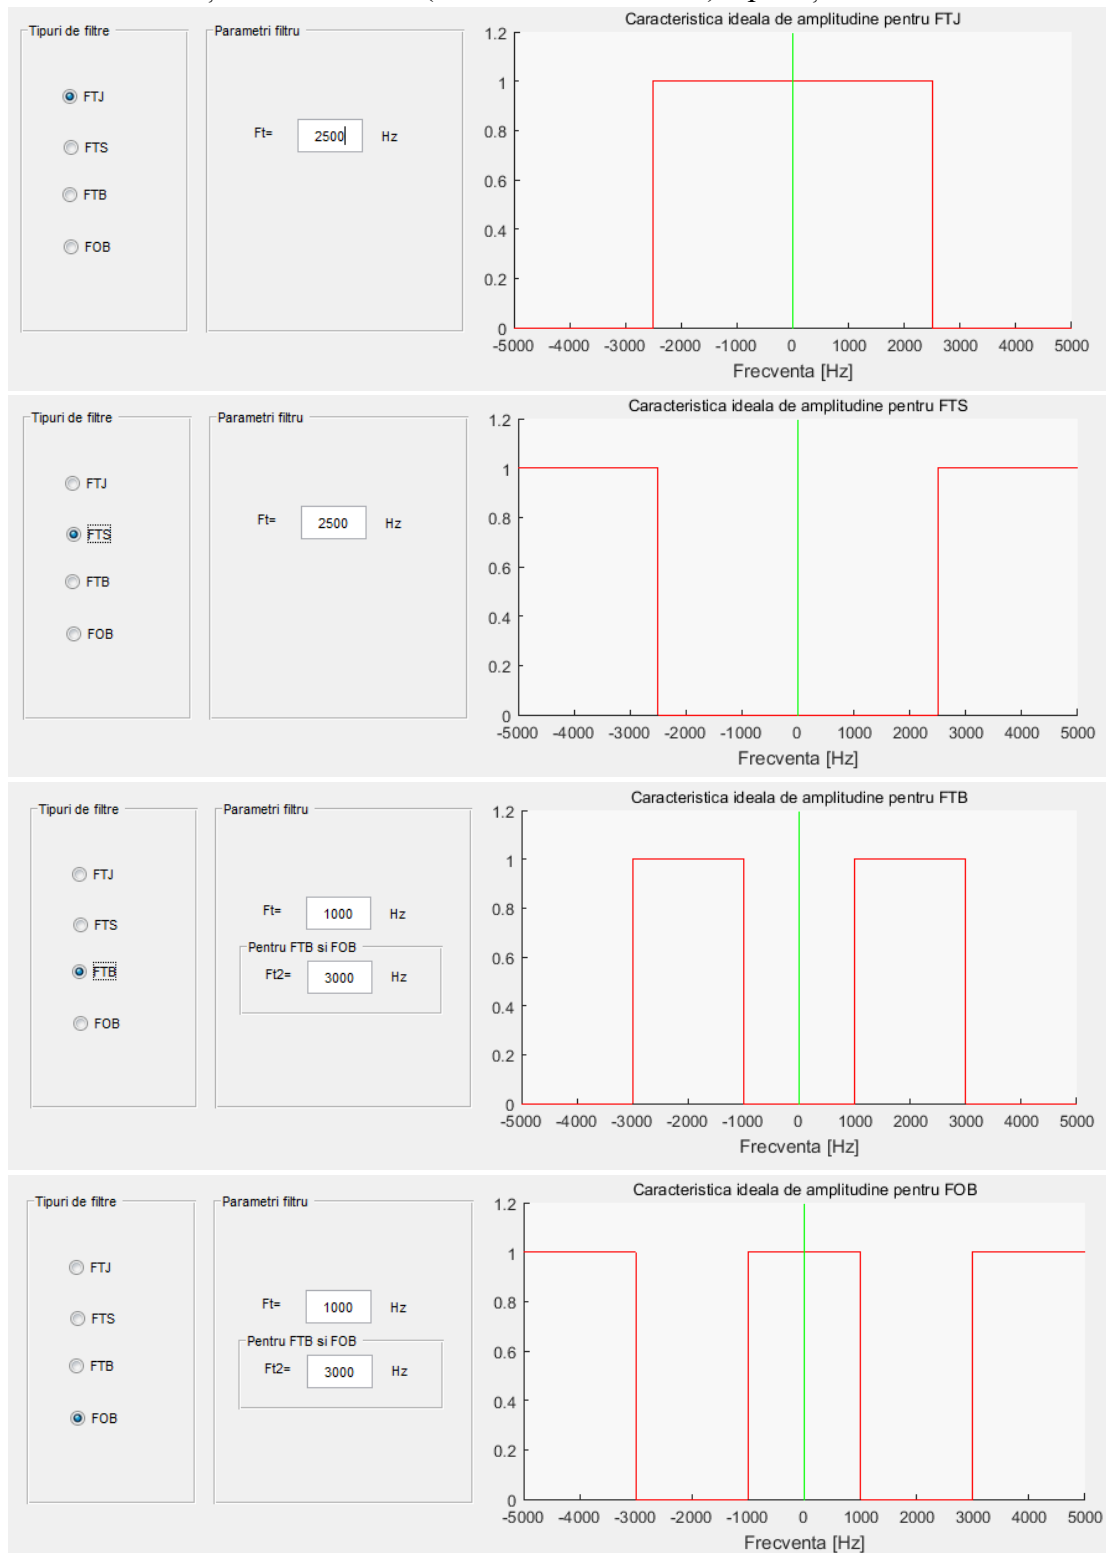 Tipuri de filtre
FTJ
FTS
FTB
FOB
Parametri filtru
Ft= 2500 Hz
Caracteristica ideala de amplitudine pentru FTJ
1.2
1
0.8
0.6
0.4
0.2
0
-5000 -4000 -3000 -2000 -1000 0 1000 2000 3000 4000 5000
Frecventa [Hz]
Tipuri de filtre
FTJ
FTS
FTB
FOB
Parametri filtru
Ft= 2500 Hz
Caracteristica ideala de amplitudine pentru FTS
1.2
1
0.8
0.6
0.4
0.2
0
-5000 -4000 -3000 -2000 -1000 0 1000 2000 3000 4000 5000
Frecventa [Hz]
Tipuri de filtre
FTJ
FTS
FTB
FOB
Parametri filtru
Ft= 1000 Hz
Pentru FTB si FOB
Ft2= 3000 Hz
Caracteristica ideala de amplitudine pentru FTB
1.2
1
0.8
0.6
0.4
0.2
0
-5000 -4000 -3000 -2000 -1000 0 1000 2000 3000 4000 5000
Frecventa [Hz]
Tipuri de filtre
FTJ
FTS
FTB
FOB
Parametri filtru
Ft= 1000 Hz
Pentru FTB si FOB
Ft2= 3000 Hz
Caracteristica ideala de amplitudine pentru FOB
1.2
1
0.8
0.6
0.4
0.2
0
-5000 -4000 -3000 -2000 -1000 0 1000 2000 3000 4000 5000
Frecventa [Hz]